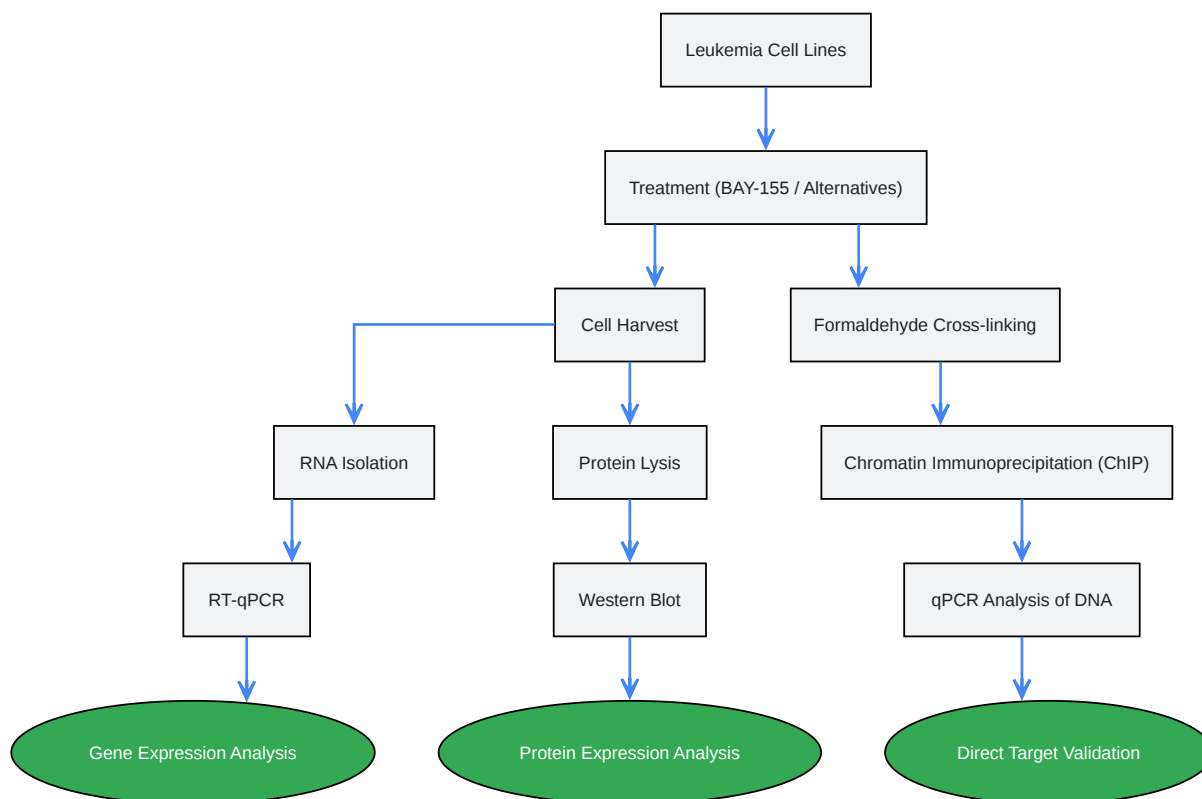 Leukemia Cell Lines
Treatment (BAY-155 / Alternatives)
Cell Harvest
Formaldehyde Cross-linking
RNA Isolation
Protein Lysis
Chromatin Immunoprecipitation (ChIP)
RT-qPCR
Western Blot
qPCR Analysis of DNA
Gene Expression Analysis
Protein Expression Analysis
Direct Target Validation